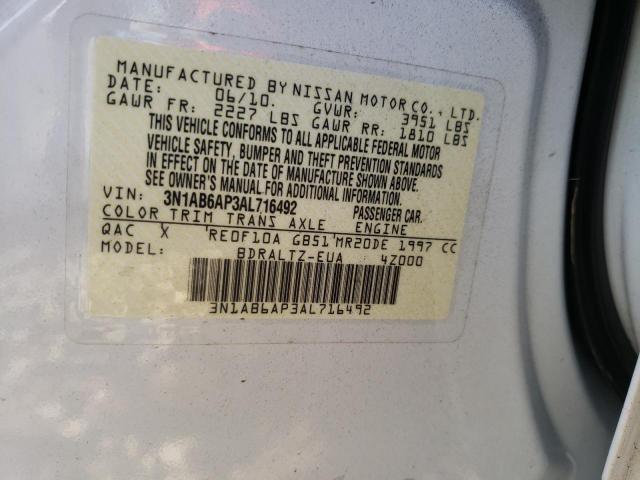 MANUFACTURED BY NISSAN MOTOR CO., LTD.
DATE: 06/10. GVWR: 3951 LBS
GAWR FR: 2227 LBS GAWR RR: 1810 LBS
THIS VEHICLE CONFORMS TO ALL APPLICABLE FEDERAL MOTOR
VEHICLE SAFETY, BUMPER AND THEFT PREVENTION STANDARDS
IN EFFECT ON THE DATE OF MANUFACTURE SHOWN ABOVE.
SEE OWNER'S MANUAL FOR ADDITIONAL INFORMATION.
VIN: 3N1AB6AP3AL716492 PASSENGER CAR.
COLOR TRIM TRANS AXLE ENGINE
QAC X 'RE0F10A GB51'MR20DE 1997 CC
MODEL: BDRALTZ-EUA 4Z000
3N1AB6AP3AL716492